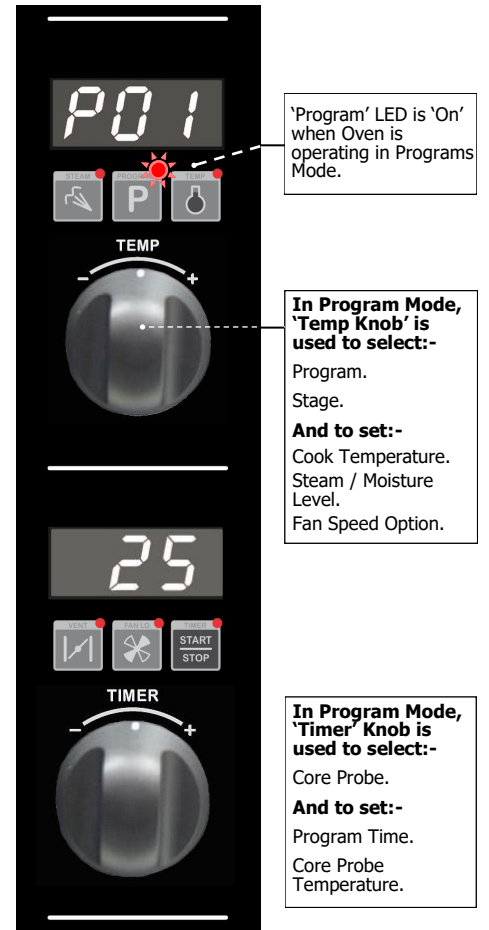 P01
‘Program’ LED is ‘On’
when Oven is
operating in Programs
Mode.
STEAM PROGRAM TEMP
P
TEMP
- +
In Program Mode,
‘Temp Knob’ is
used to select:-
Program.
Stage.
And to set:-
Cook Temperature.
Steam / Moisture
Level.
Fan Speed Option.
25
VENT FAN LO TIMER
START
STOP
TIMER
- +
In Program Mode,
‘Timer’ Knob is
used to select:-
Core Probe.
And to set:-
Program Time.
Core Probe
Temperature.